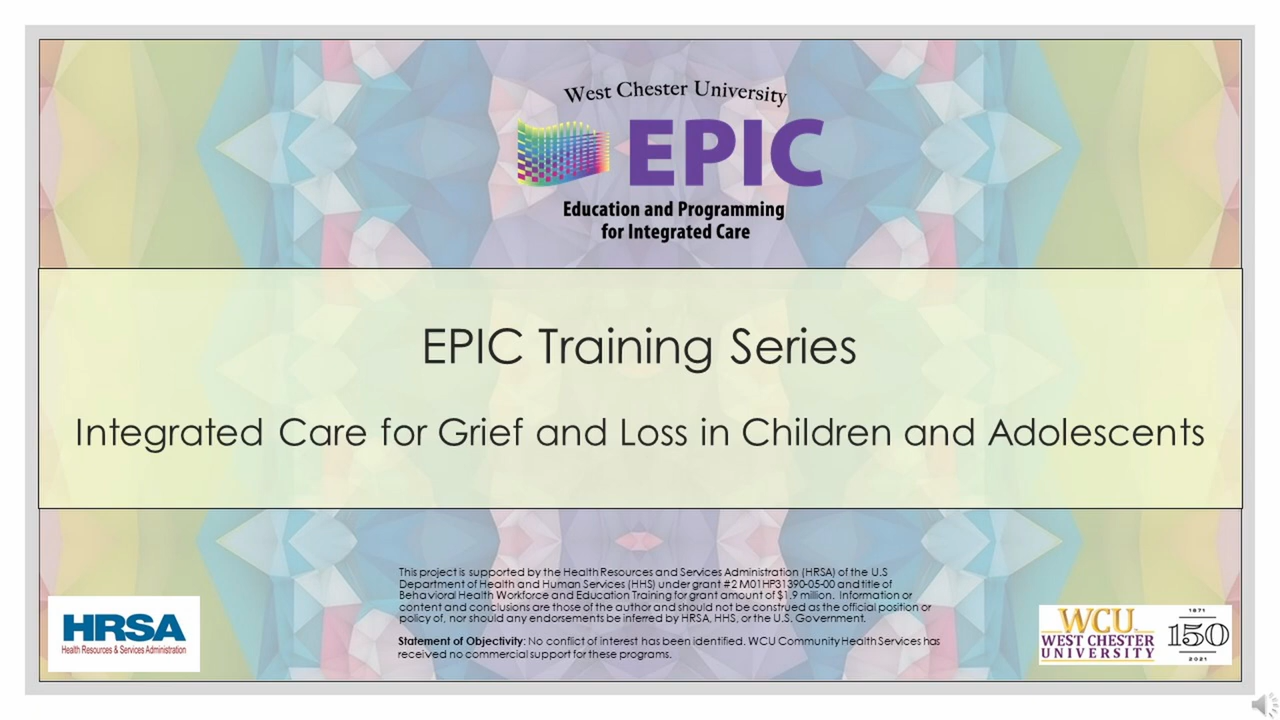 West Chester University
EPIC
Education and Programming
for Integrated Care
EPIC Training Series
Integrated Care for Grief and Loss in Children and Adolescents
This project is supported by the Health Resources and Services Administration (HRSA) of the U.S
Department of Health and Human Services (HHS) under grant #2 M01HP31390-05-00 and title of
Behavioral Health Workforce and Education Training for grant amount of $1.9 million. Information or
content and conclusions are those of the author and should not be construed as the official position or
policy of, nor should any endorsements be inferred by HRSA, HHS, or the U.S. Government.
Statement of Objectivity: No conflict of interest has been identified. WCU Community Health Services has
received no commercial support for these programs.
HRSA
Health Resources & Services Administration
WCU
WEST CHESTER
UNIVERSITY
1871
150
2021